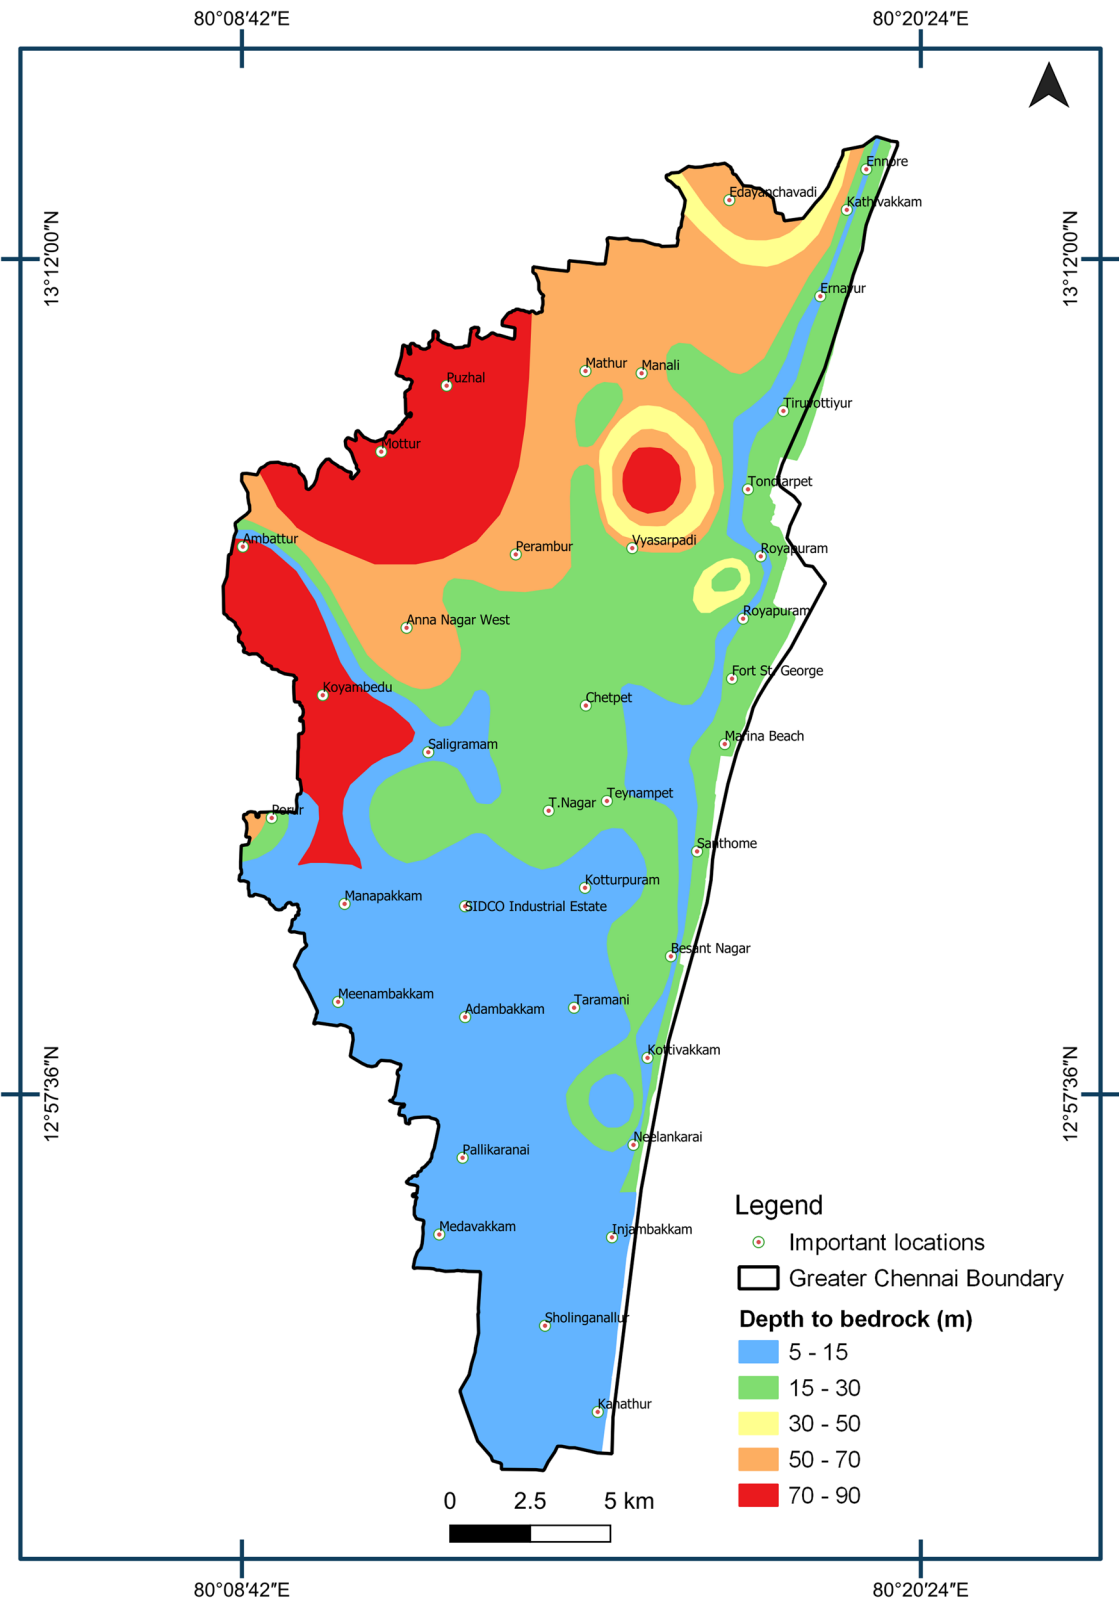 80°08′42″E
80°20′24″E
13°12′00″N
13°12′00″N
Ennore
Edayanchavadi
Kathivakkam
Ernavur
Mathur
Manali
Puzhal
Tiruvottiyur
Mottur
Tondiarpet
Ambattur
Perambur
Vyasarpadi
Royapuram
Royapuram
Anna Nagar West
Fort St. George
Koyambedu
Chetpet
Marina Beach
Saligramam
Teynampet
T.Nagar
Porur
Santhome
Kotturpuram
Manapakkam
SIDCO Industrial Estate
Besant Nagar
Meenambakkam
Taramani
Adambakkam
Kottivakkam
12°57′36″N
12°57′36″N
Neelankarai
Pallikaranai
Medavakkam
Injambakkam
Sholinganallur
Kanathur
Legend
Important locations
Greater Chennai Boundary
Depth to bedrock (m)
5 - 15
15 - 30
30 - 50
50 - 70
70 - 90
0 2.5 5 km
80°08′42″E
80°20′24″E